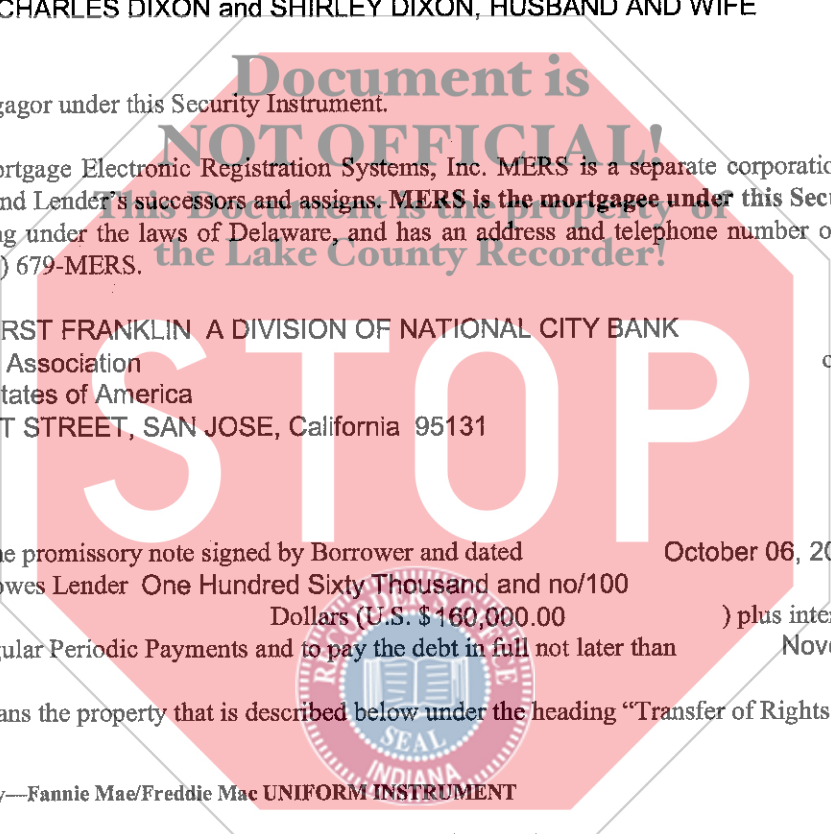 CHARLES DIXON and SHIRLEY DIXON, HUSBAND AND WIFE
Document is
gagor under this Security Instrument.
NOT OFFICIAL!
ortgage Electronic Registration Systems, Inc. MERS is a separate corporatio
nd Lender's successors and assigns. MERS is the mortgagee under this Secu
This Document is the property of
ng under the laws of Delaware, and has an address and telephone number o
the Lake County Recorder!
) 679-MERS.
RST FRANKLIN A DIVISION OF NATIONAL CITY BANK
Association
tates of America
T STREET, SAN JOSE, California 95131
STOP
e promissory note signed by Borrower and dated October 06, 20
owes Lender One Hundred Sixty Thousand and no/100
Dollars (U.S. $160,000.00 ) plus inter
gular Periodic Payments and to pay the debt in full not later than Nove
RECORDER'S OFFICE
ans the property that is described below under the heading “Transfer of Rights
SEAL
INDIANA
y—Fannie Mae/Freddie Mac UNIFORM INSTRUMENT